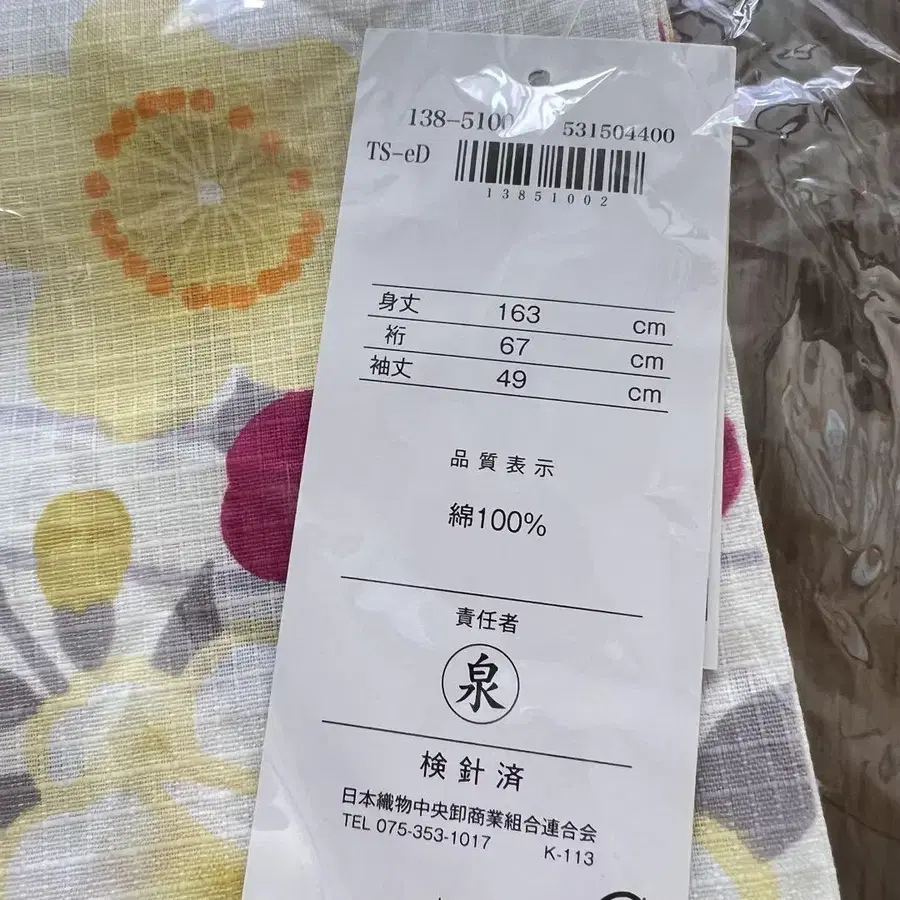 138-5100
531504400
TS-eD
13851002
身丈 163 cm
裄 67 cm
袖丈 49 cm
品質表示
綿100%
責任者
泉
検針済
日本織物中央卸商業組合連合会
TEL 075-353-1017 K-113